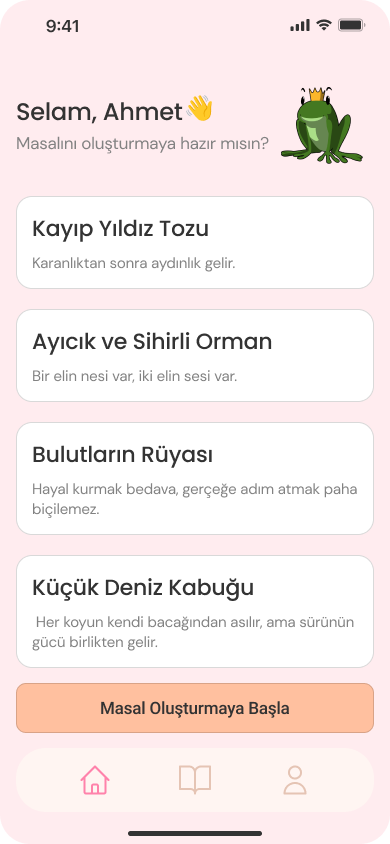 9:41
Selam, Ahmet👋
Masalını oluşturmaya hazır mısın?
Kayıp Yıldız Tozu
Karanlıktan sonra aydınlık gelir.
Ayıcık ve Sihirli Orman
Bir elin nesi var, iki elin sesi var.
Bulutların Rüyası
Hayal kurmak bedava, gerçeğe adım atmak paha
biçilemez.
Küçük Deniz Kabuğu
Her koyun kendi bacağından asılır, ama sürünün
gücü birlikten gelir.
Masal Oluşturmaya Başla